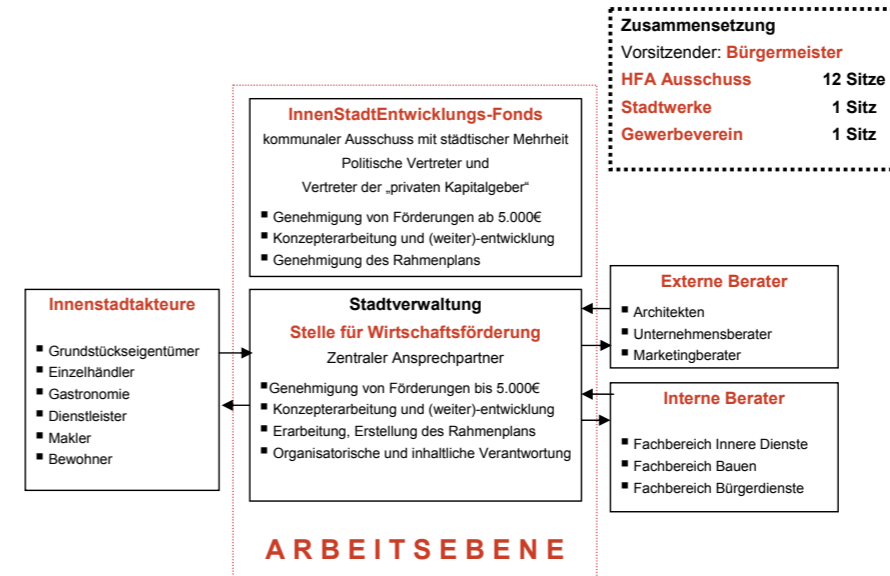 Zusammensetzung
Vorsitzender: Bürgermeister
HFA Ausschuss 12 Sitze
Stadtwerke 1 Sitz
Gewerbeverein 1 Sitz
InnenStadtEntwicklungs-Fonds
kommunaler Ausschuss mit städtischer Mehrheit
Politische Vertreter und
Vertreter der „privaten Kapitalgeber“
▪ Genehmigung von Förderungen ab 5.000€
▪ Konzepterarbeitung und (weiter)-entwicklung
▪ Genehmigung des Rahmenplans
Innenstadtakteure
▪ Grundstückseigentümer
▪ Einzelhändler
▪ Gastronomie
▪ Dienstleister
▪ Makler
▪ Bewohner
Stadtverwaltung
Stelle für Wirtschaftsförderung
Zentraler Ansprechpartner
▪ Genehmigung von Förderungen bis 5.000€
▪ Konzepterarbeitung und (weiter)-entwicklung
▪ Erarbeitung, Erstellung des Rahmenplans
▪ Organisatorische und inhaltliche Verantwortung
Externe Berater
▪ Architekten
▪ Unternehmensberater
▪ Marketingberater
Interne Berater
▪ Fachbereich Innere Dienste
▪ Fachbereich Bauen
▪ Fachbereich Bürgerdienste
ARBEITSEBENE